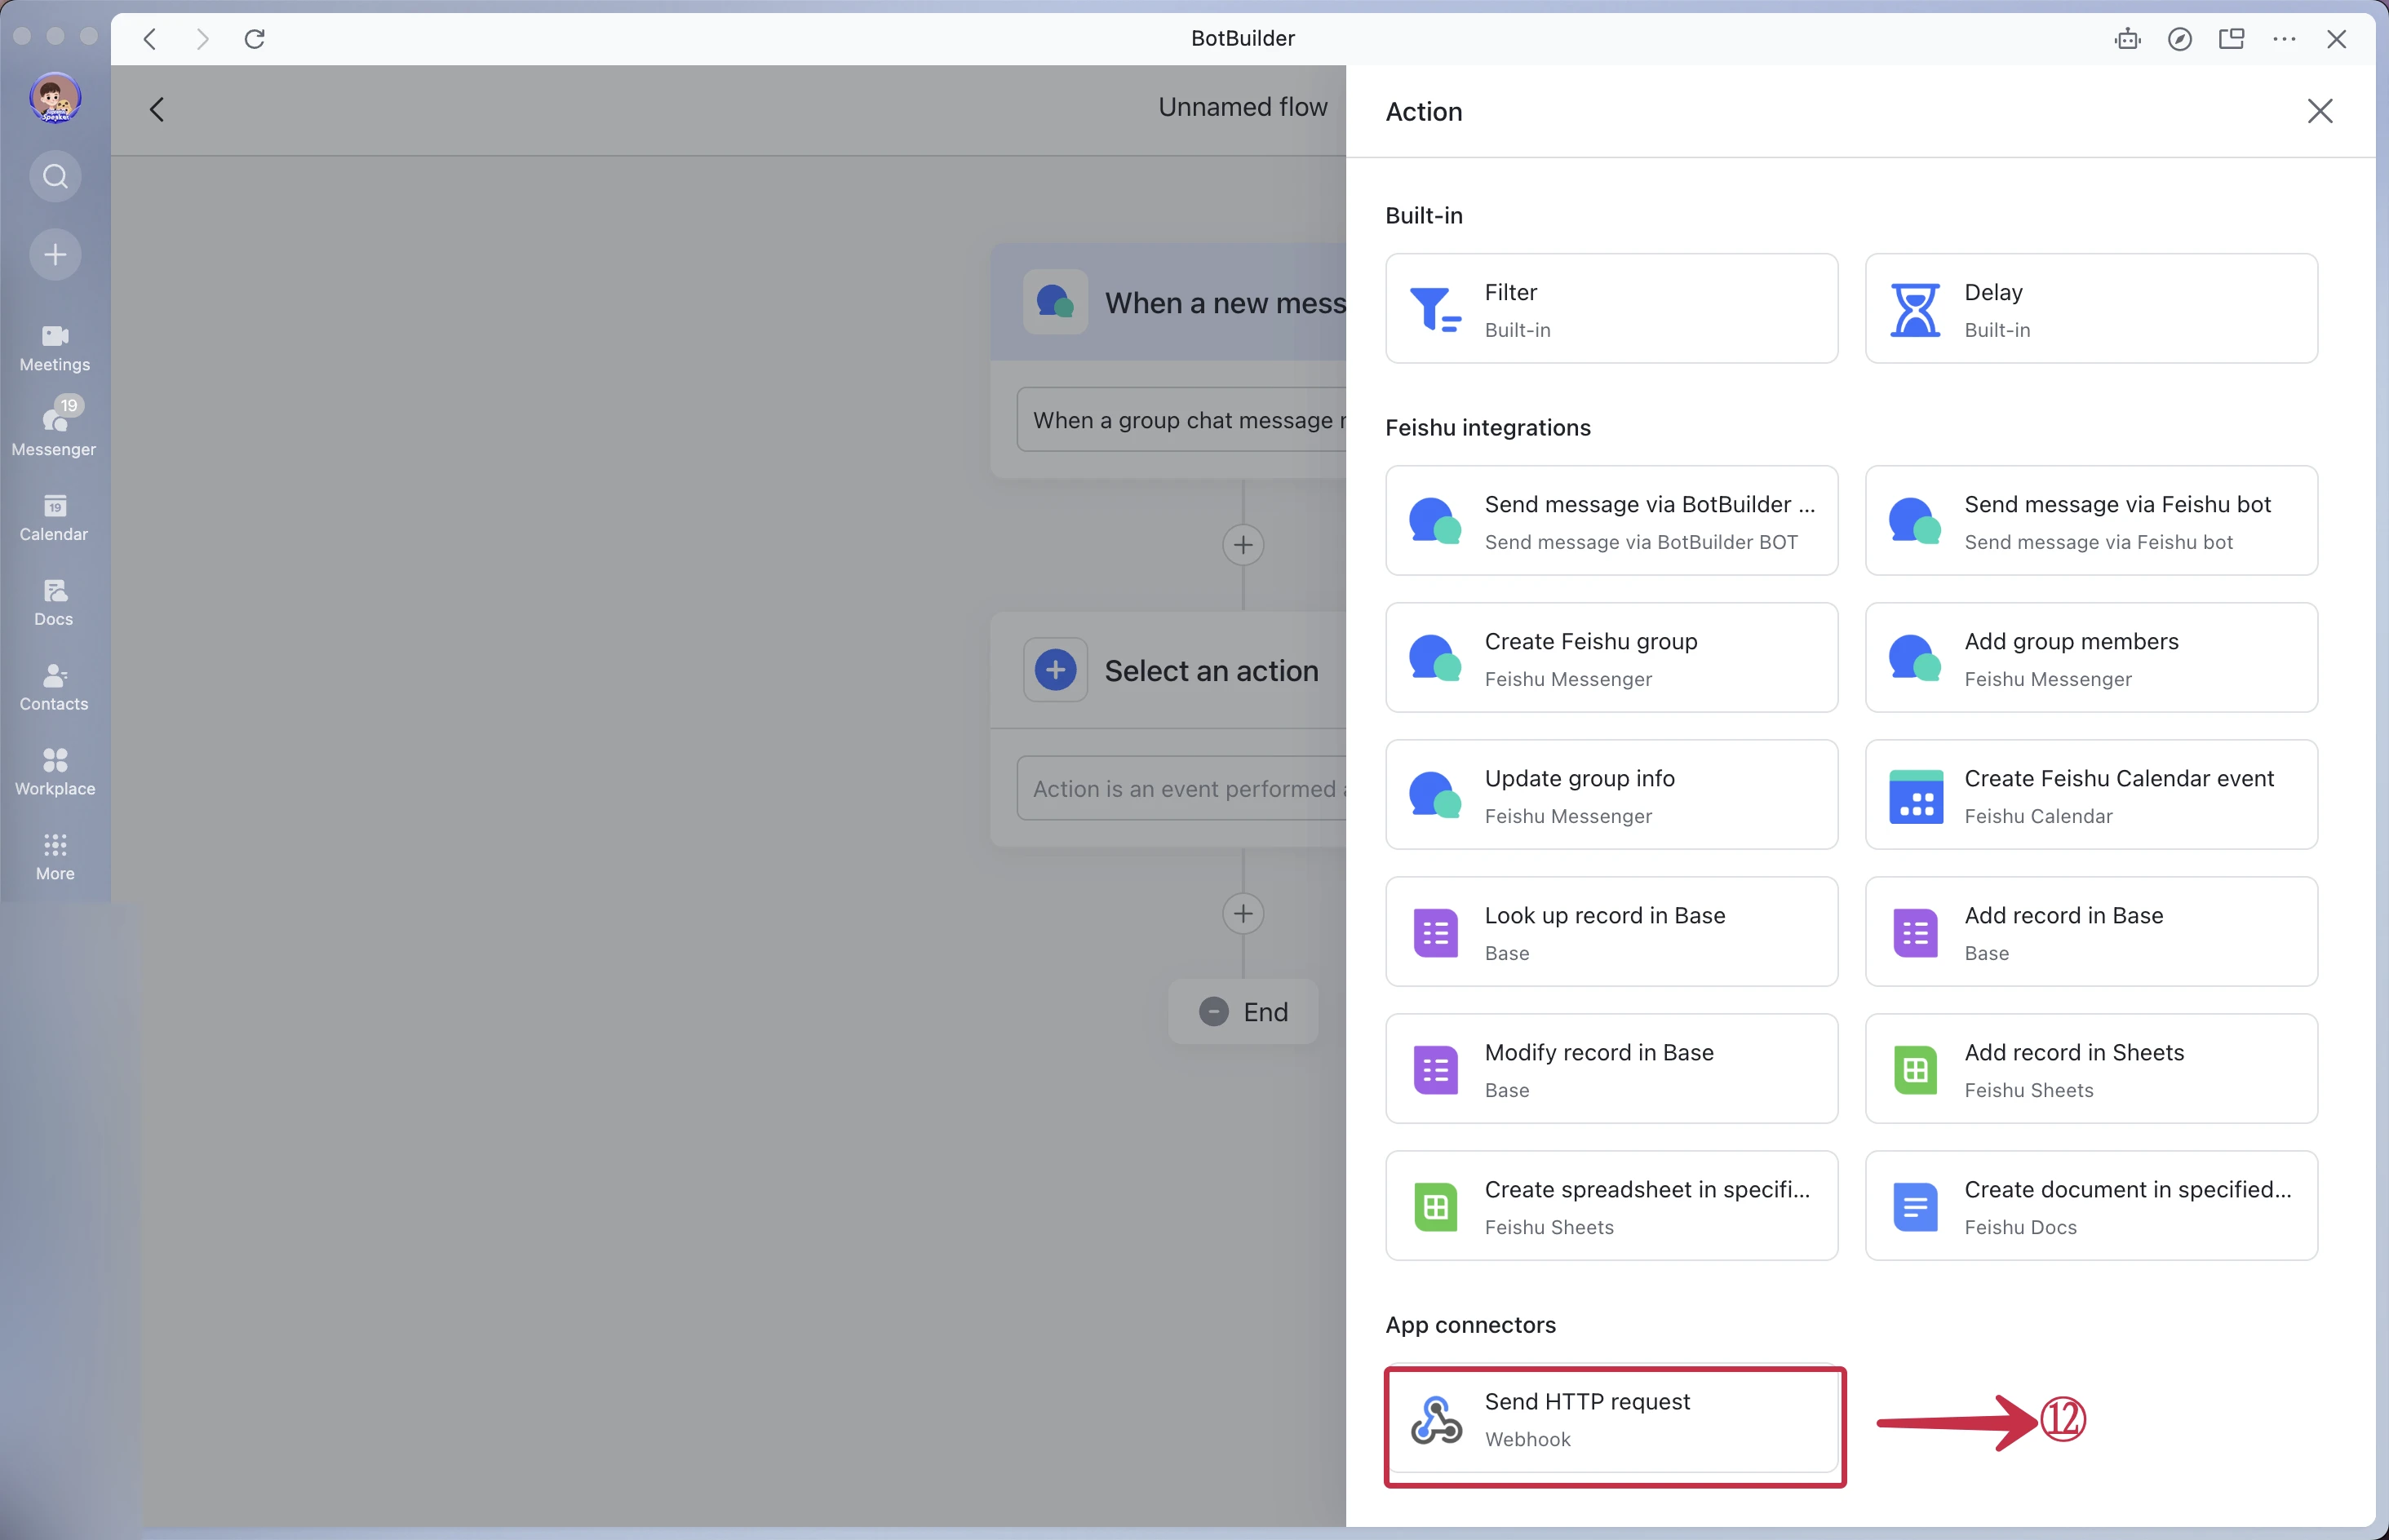 BotBuilder
Speaker
Meetings
19
Messenger
19
Calendar
Docs
Contacts
Workplace
More
Unnamed flow
When a new mess
When a group chat message r
Select an action
Action is an event performed
End
Action
Built-in
Filter
Built-in
Delay
Built-in
Feishu integrations
Send message via BotBuilder ...
Send message via BotBuilder BOT
Send message via Feishu bot
Send message via Feishu bot
Create Feishu group
Feishu Messenger
Add group members
Feishu Messenger
Update group info
Feishu Messenger
Create Feishu Calendar event
Feishu Calendar
Look up record in Base
Base
Add record in Base
Base
Modify record in Base
Base
Add record in Sheets
Feishu Sheets
Create spreadsheet in specifi...
Feishu Sheets
Create document in specified...
Feishu Docs
App connectors
Send HTTP request
Webhook
⑫